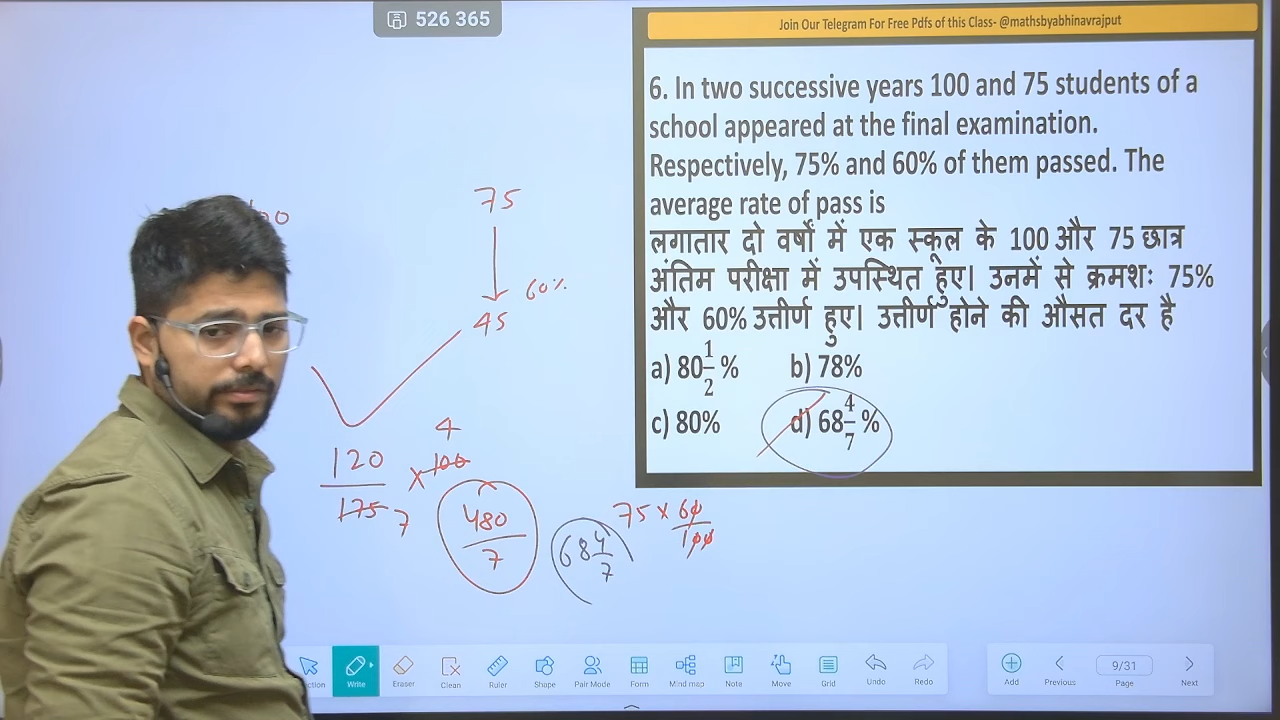 526 365
Join Our Telegram For Free Pdfs of this Class- @mathsbyabhinavrajput
6. In two successive years 100 and 75 students of a
school appeared at the final examination.
Respectively, 75% and 60% of them passed. The
average rate of pass is
लगातार दो वर्षों में एक स्कूल के 100 और 75 छात्र
अंतिम परीक्षा में उपस्थित हुए। उनमें से क्रमशः 75%
और 60% उत्तीर्ण हुए। उत्तीर्ण होने की औसत दर है
a) 80 1/2 % b) 78%
c) 80% d) 68 4/7 %
75
60%
45
120/175 × 100
4
7
480/7
68 4/7
75 × 60/100
Write Eraser Clean Ruler Shape Pair Mode Form Mind map Note Move Grid Undo Redo
Add Previous 9/31 Page Next